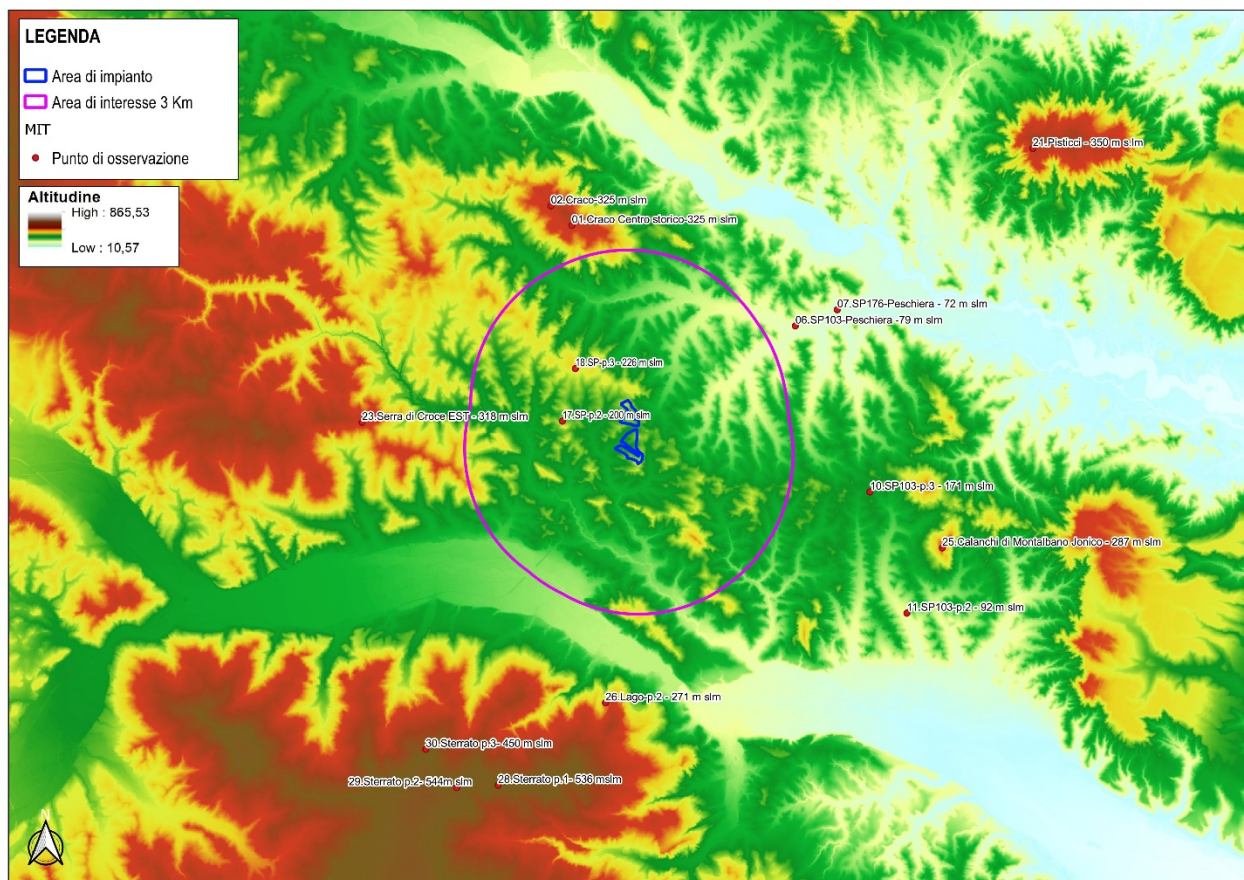 LEGENDA
Area di impianto
Area di interesse 3 Km
MIT
Punto di osservazione
Altitudine
High : 865,53
Low : 10,57
21.Pisticci - 350 m s:lm
02.Craco-325 m slm
01.Craco Centro storico-325 m slm
07.SP176-Peschiera - 72 m slm
06.SP103-Peschiera -79 m slm
18.SP-p.3 - 226 m slm
23.Serra di Croce EST - 318 m slm
17.SP-p.2 - 200 m slm
10.SP103-p.3 - 171 m slm
25.Calanchi di Montalbano Jonico - 287 m slm
11.SP103-p.2 - 92 m slm
26.Lago-p.2 - 271 m slm
30.Sterrato p.3- 450 m slm
29.Sterrato p.2- 544m slm
28.Sterrato p.1- 536 mslm